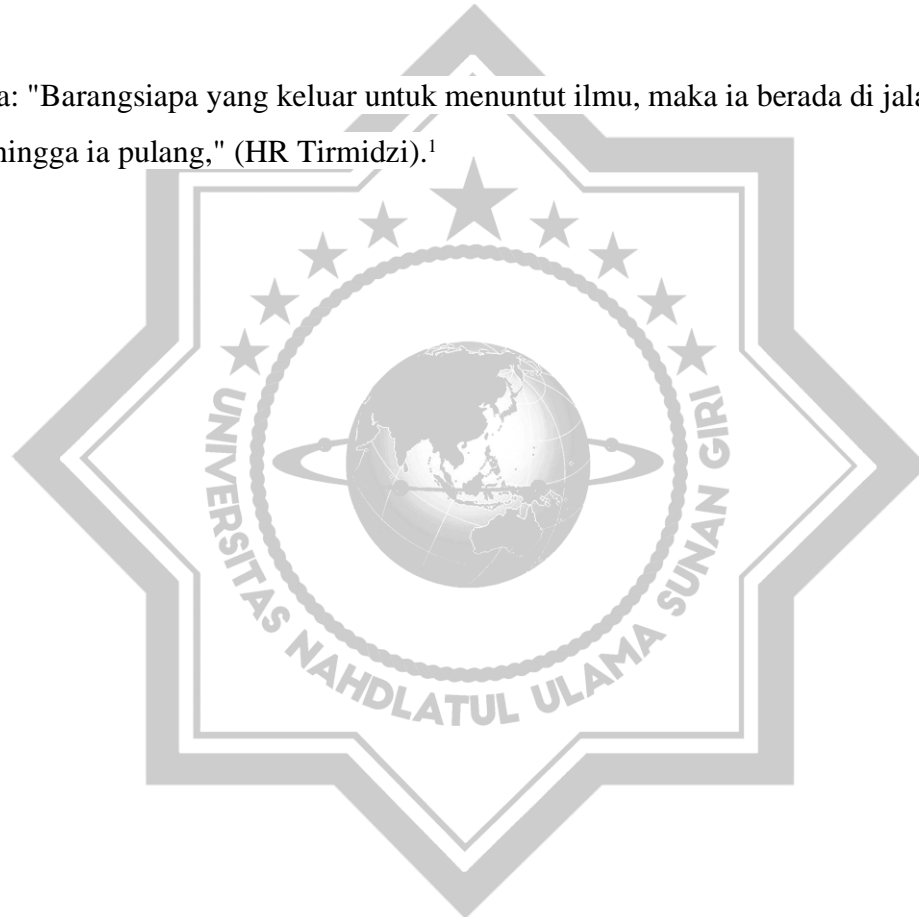 a: "Barangsiapa yang keluar untuk menuntut ilmu, maka ia berada di jala
hingga ia pulang," (HR Tirmidzi).¹
UNIVERSITAS NAHDLATUL ULAMA SUNAN GIRI